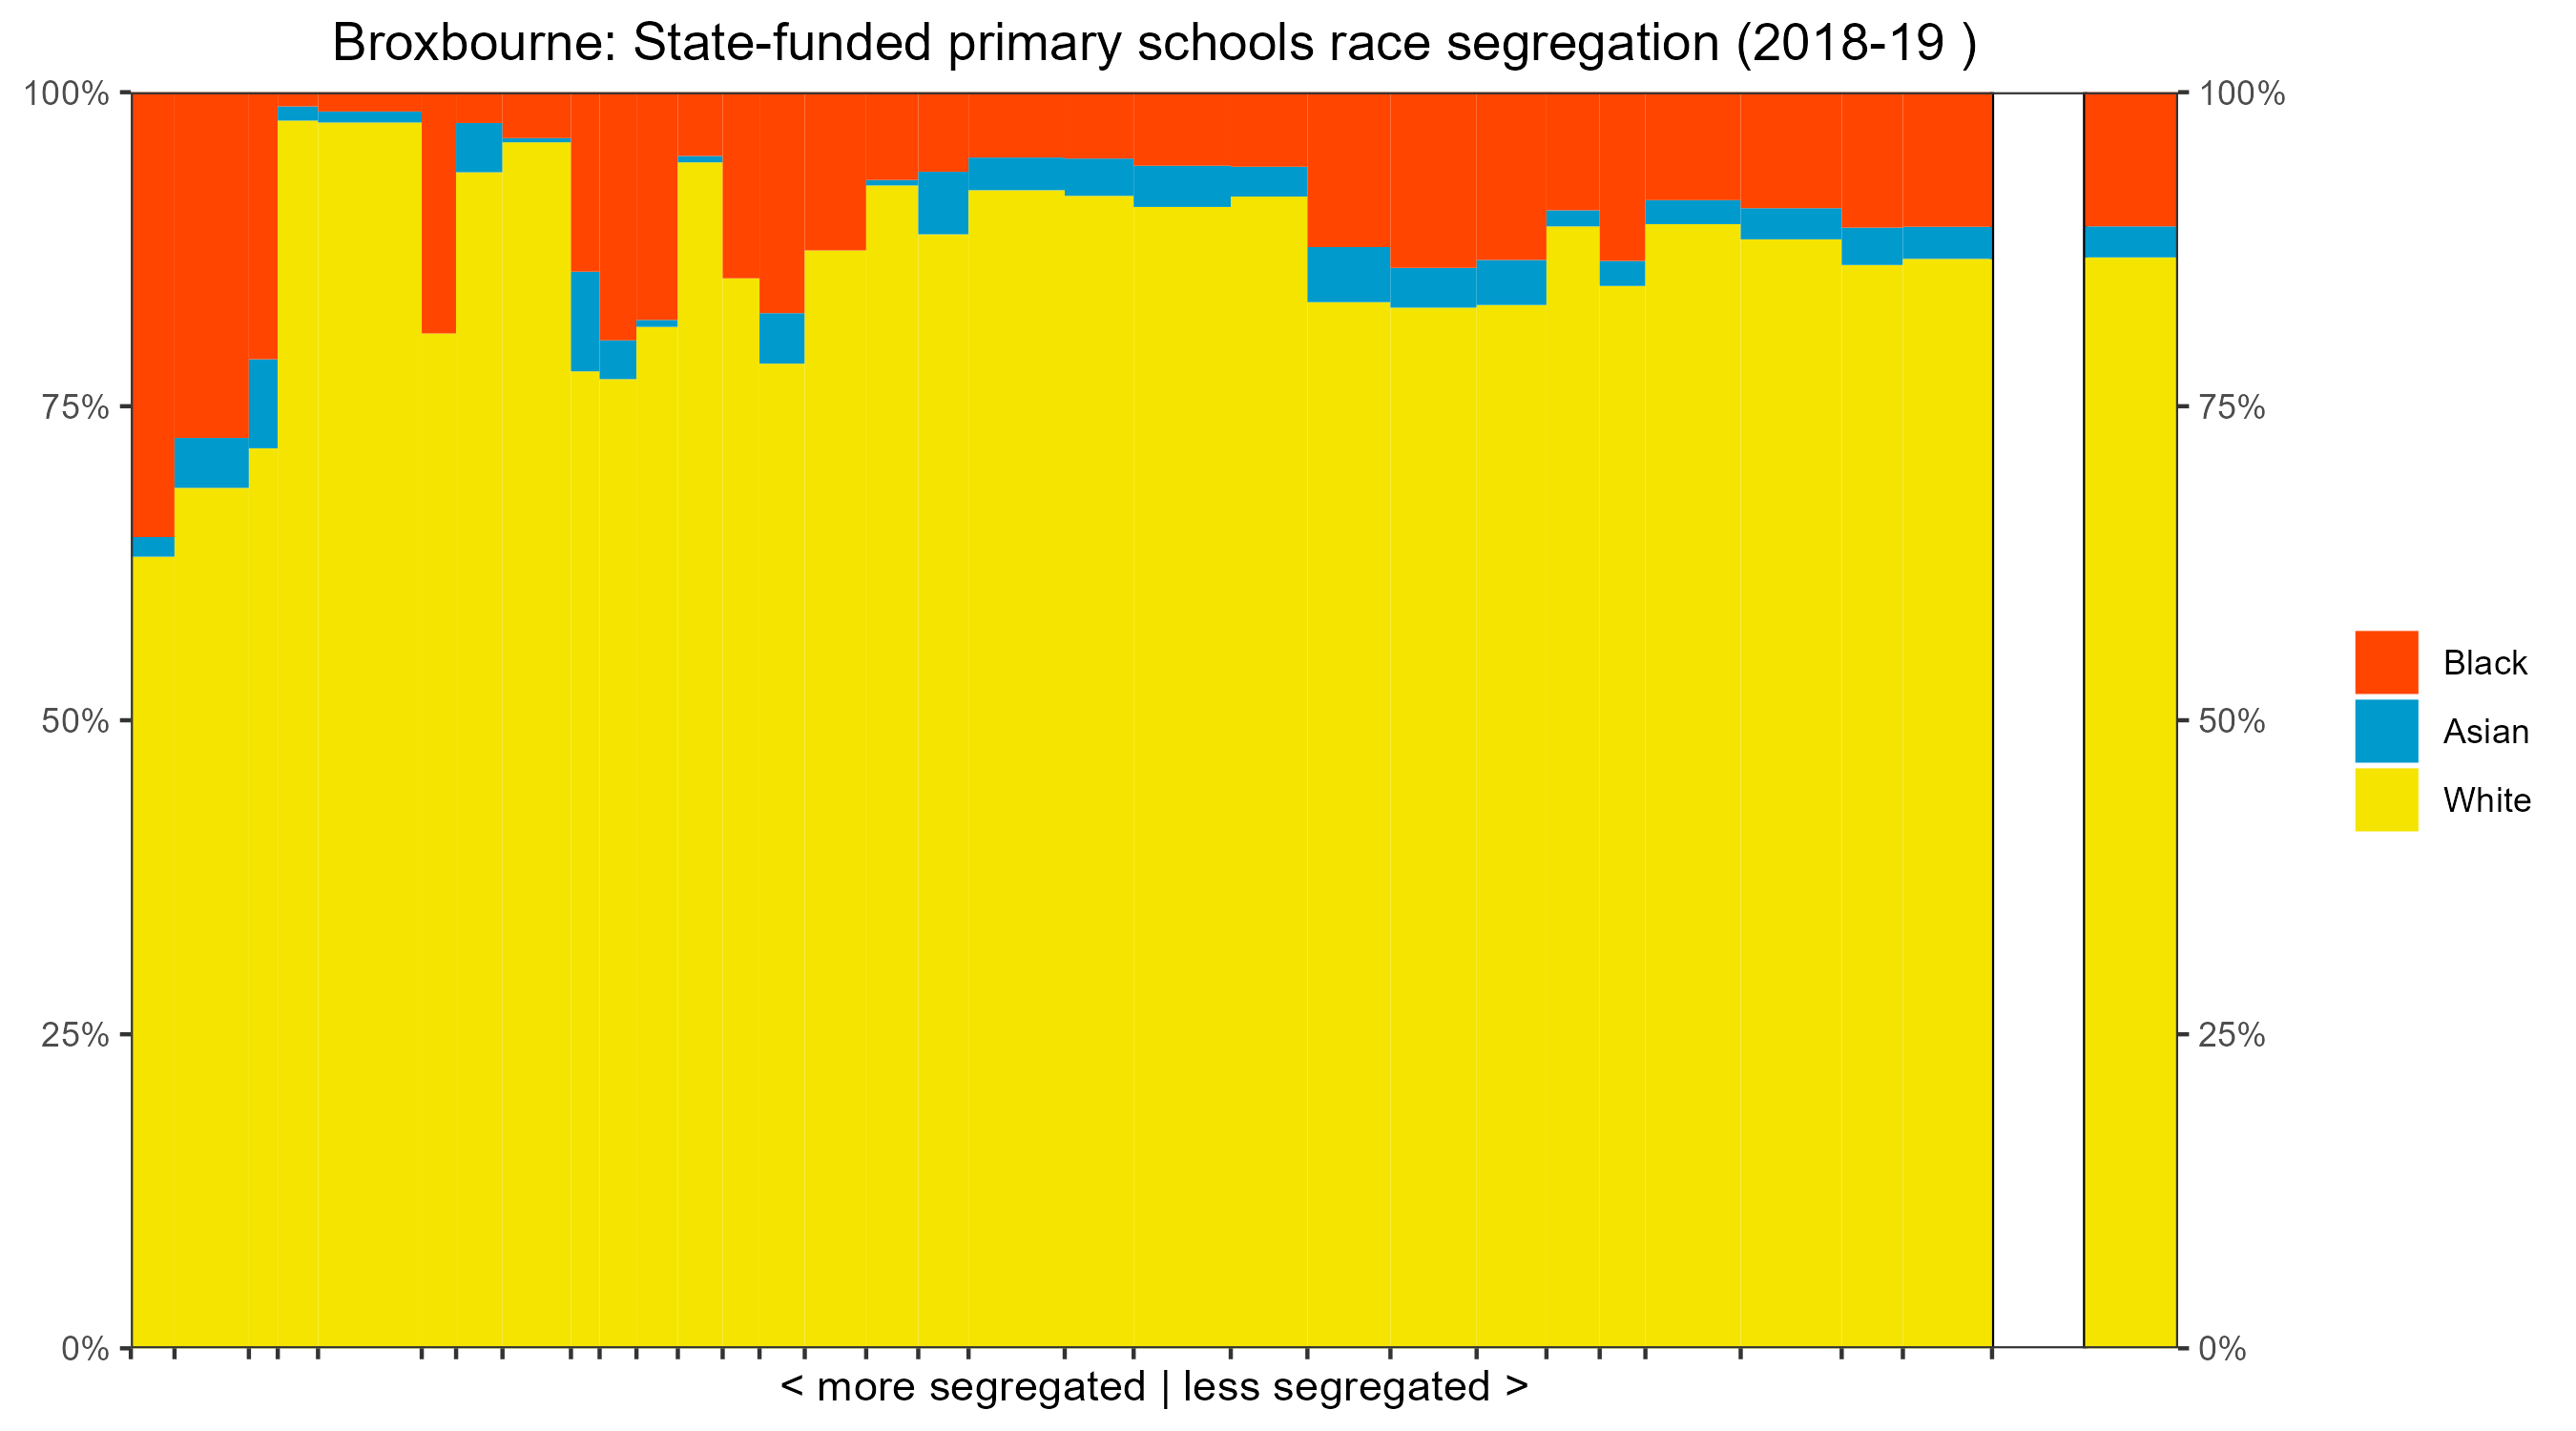 Broxbourne: State-funded primary schools race segregation (2018-19 )
100%
100%
75%
75%
50%
50%
25%
25%
0%
0%
Black
Asian
White
< more segregated | less segregated >